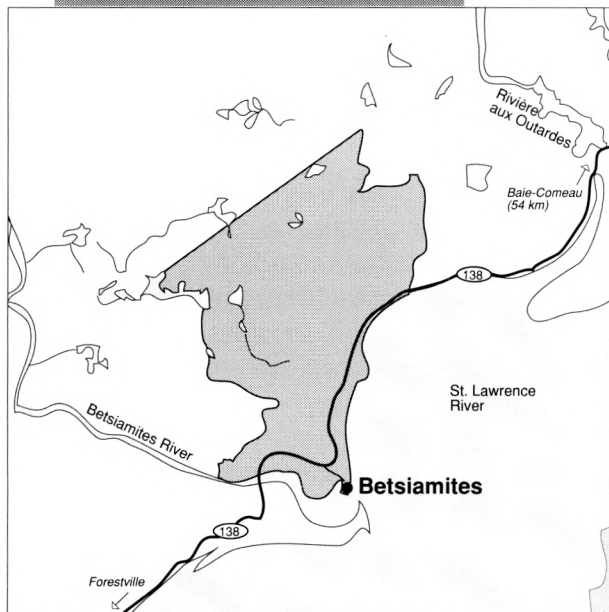 Rivière
aux Outardes
Baie-Comeau
(54 km)
138
St. Lawrence
River
Betsiamites River
Betsiamites
138
Forestville